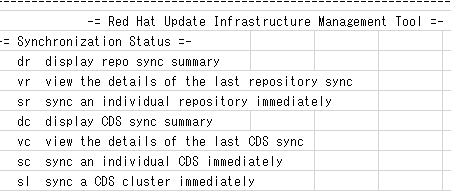 -= Red Hat Update Infrastructure Management Tool =-
-= Synchronization Status =-
dr display repo sync summary
vr view the details of the last repository sync
sr sync an individual repository immediately
dc display CDS sync summary
vc view the details of the last CDS sync
sc sync an individual CDS immediately
sl sync a CDS cluster immediately